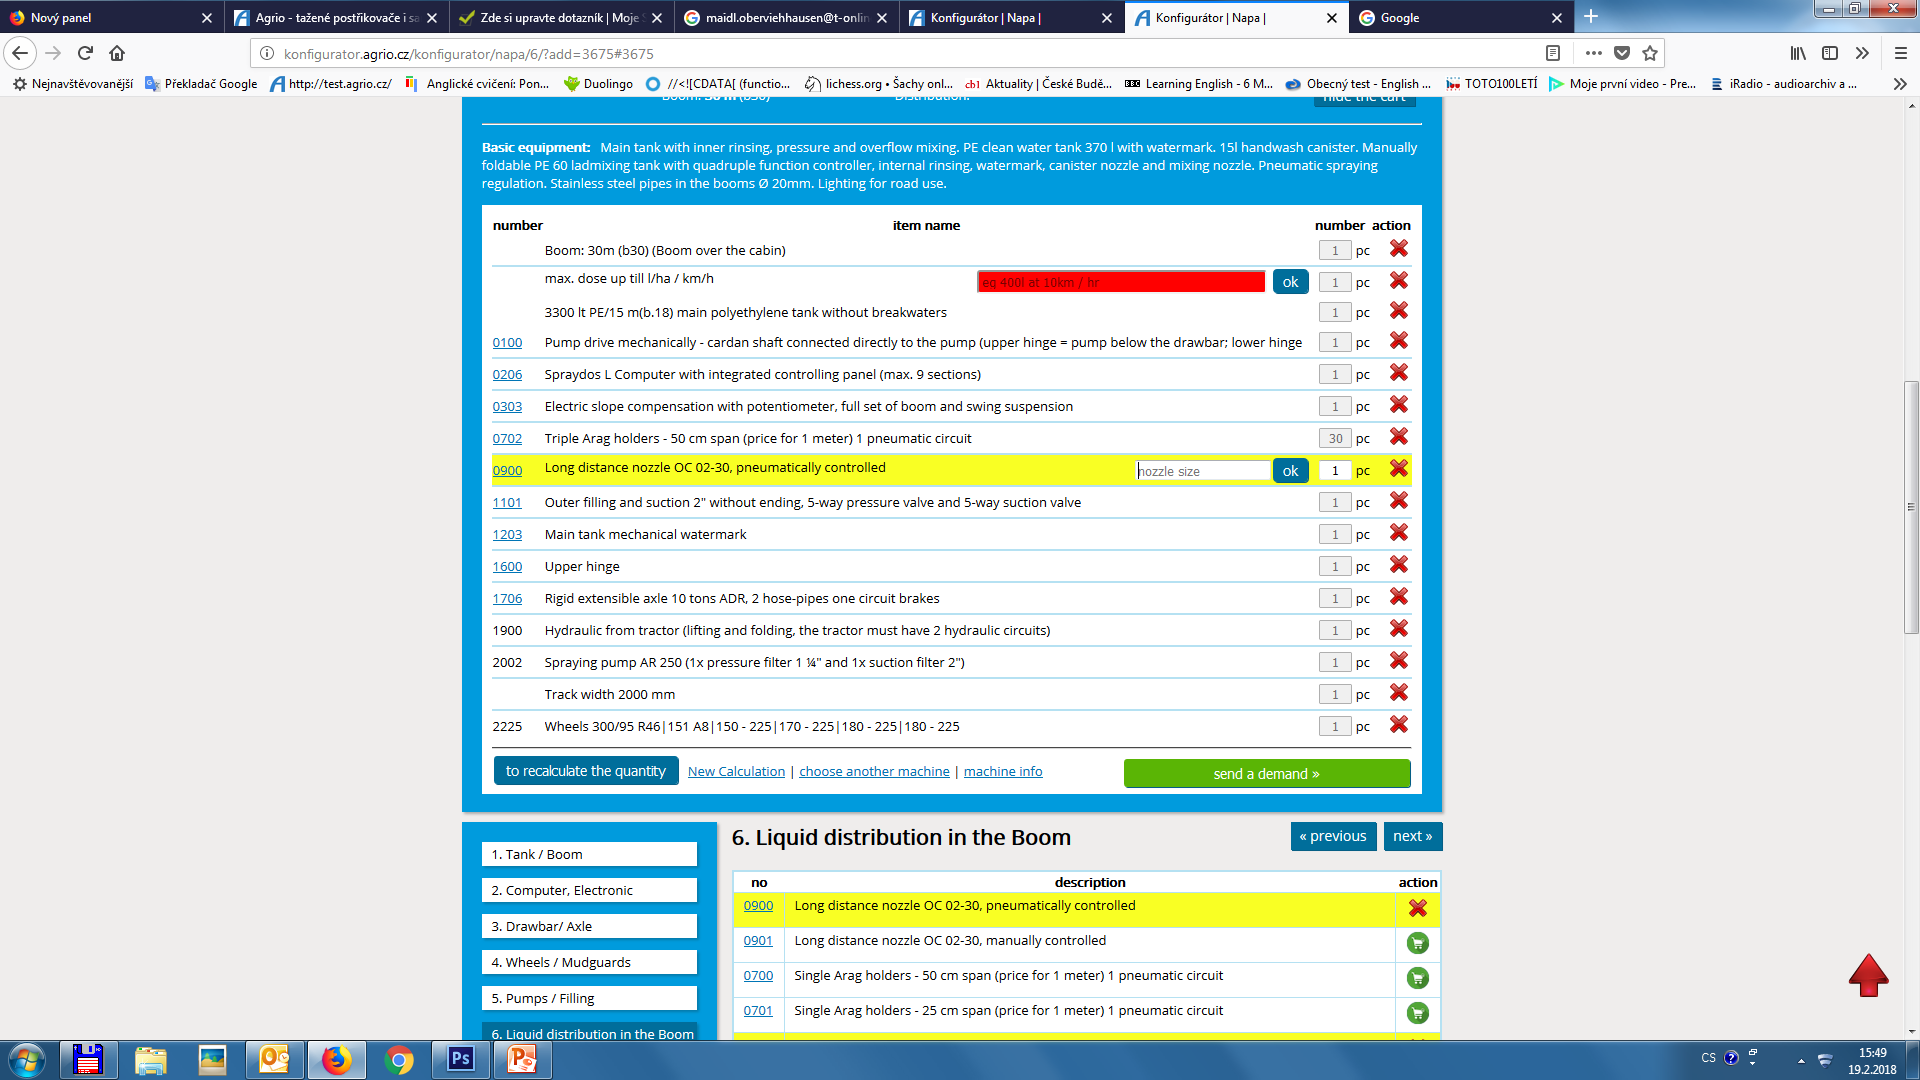 Nový panel
Agrio - tažené postřikovače i sa
Zde si upravte dotazník | Moje S
maidl.oberviehhausen@t-onlin
Konfigurátor | Napa |
Konfigurátor | Napa |
Google
konfigurator.agrio.cz/konfigurator/napa/6/?add=3675#3675
Nejnavštěvovanější
Překladač Google
http://test.agrio.cz/
Anglické cvičení: Pon...
Duolingo
//<![CDATA[ (functio...
lichess.org • Šachy onl...
cb1 Aktuality | České Budě...
BBC Learning English - 6 M...
Obecný test - English ...
TOTO100LETÍ
Moje první video - Pre...
iRadio - audioarchiv a ...
Boom: 30m (b30)
Distribution:
hide the cart
Basic equipment: Main tank with inner rinsing, pressure and overflow mixing. PE clean water tank 370 l with watermark. 15l handwash canister. Manually
foldable PE 60 ladmixing tank with quadruple function controller, internal rinsing, watermark, canister nozzle and mixing nozzle. Pneumatic spraying
regulation. Stainless steel pipes in the booms Ø 20mm. Lighting for road use.
number item name number action
Boom: 30m (b30) (Boom over the cabin) 1 pc
max. dose up till l/ha / km/h eg 400l at 10km / hr ok 1 pc
3300 lt PE/15 m(b.18) main polyethylene tank without breakwaters 1 pc
0100 Pump drive mechanically - cardan shaft connected directly to the pump (upper hinge = pump below the drawbar; lower hinge 1 pc
0206 Spraydos L Computer with integrated controlling panel (max. 9 sections) 1 pc
0303 Electric slope compensation with potentiometer, full set of boom and swing suspension 1 pc
0702 Triple Arag holders - 50 cm span (price for 1 meter) 1 pneumatic circuit 30 pc
0900 Long distance nozzle OC 02-30, pneumatically controlled nozzle size ok 1 pc
1101 Outer filling and suction 2" without ending, 5-way pressure valve and 5-way suction valve 1 pc
1203 Main tank mechanical watermark 1 pc
1600 Upper hinge 1 pc
1706 Rigid extensible axle 10 tons ADR, 2 hose-pipes one circuit brakes 1 pc
1900 Hydraulic from tractor (lifting and folding, the tractor must have 2 hydraulic circuits) 1 pc
2002 Spraying pump AR 250 (1x pressure filter 1 ¼" and 1x suction filter 2") 1 pc
Track width 2000 mm 1 pc
2225 Wheels 300/95 R46|151 A8|150 - 225|170 - 225|180 - 225|180 - 225 1 pc
to recalculate the quantity New Calculation | choose another machine | machine info send a demand »
1. Tank / Boom
2. Computer, Electronic
3. Drawbar/ Axle
4. Wheels / Mudguards
5. Pumps / Filling
6. Liquid distribution in the Boom
6. Liquid distribution in the Boom
« previous next »
no description action
0900 Long distance nozzle OC 02-30, pneumatically controlled
0901 Long distance nozzle OC 02-30, manually controlled
0700 Single Arag holders - 50 cm span (price for 1 meter) 1 pneumatic circuit
0701 Single Arag holders - 25 cm span (price for 1 meter) 1 pneumatic circuit
Ps
CS
15:49
19.2.2018